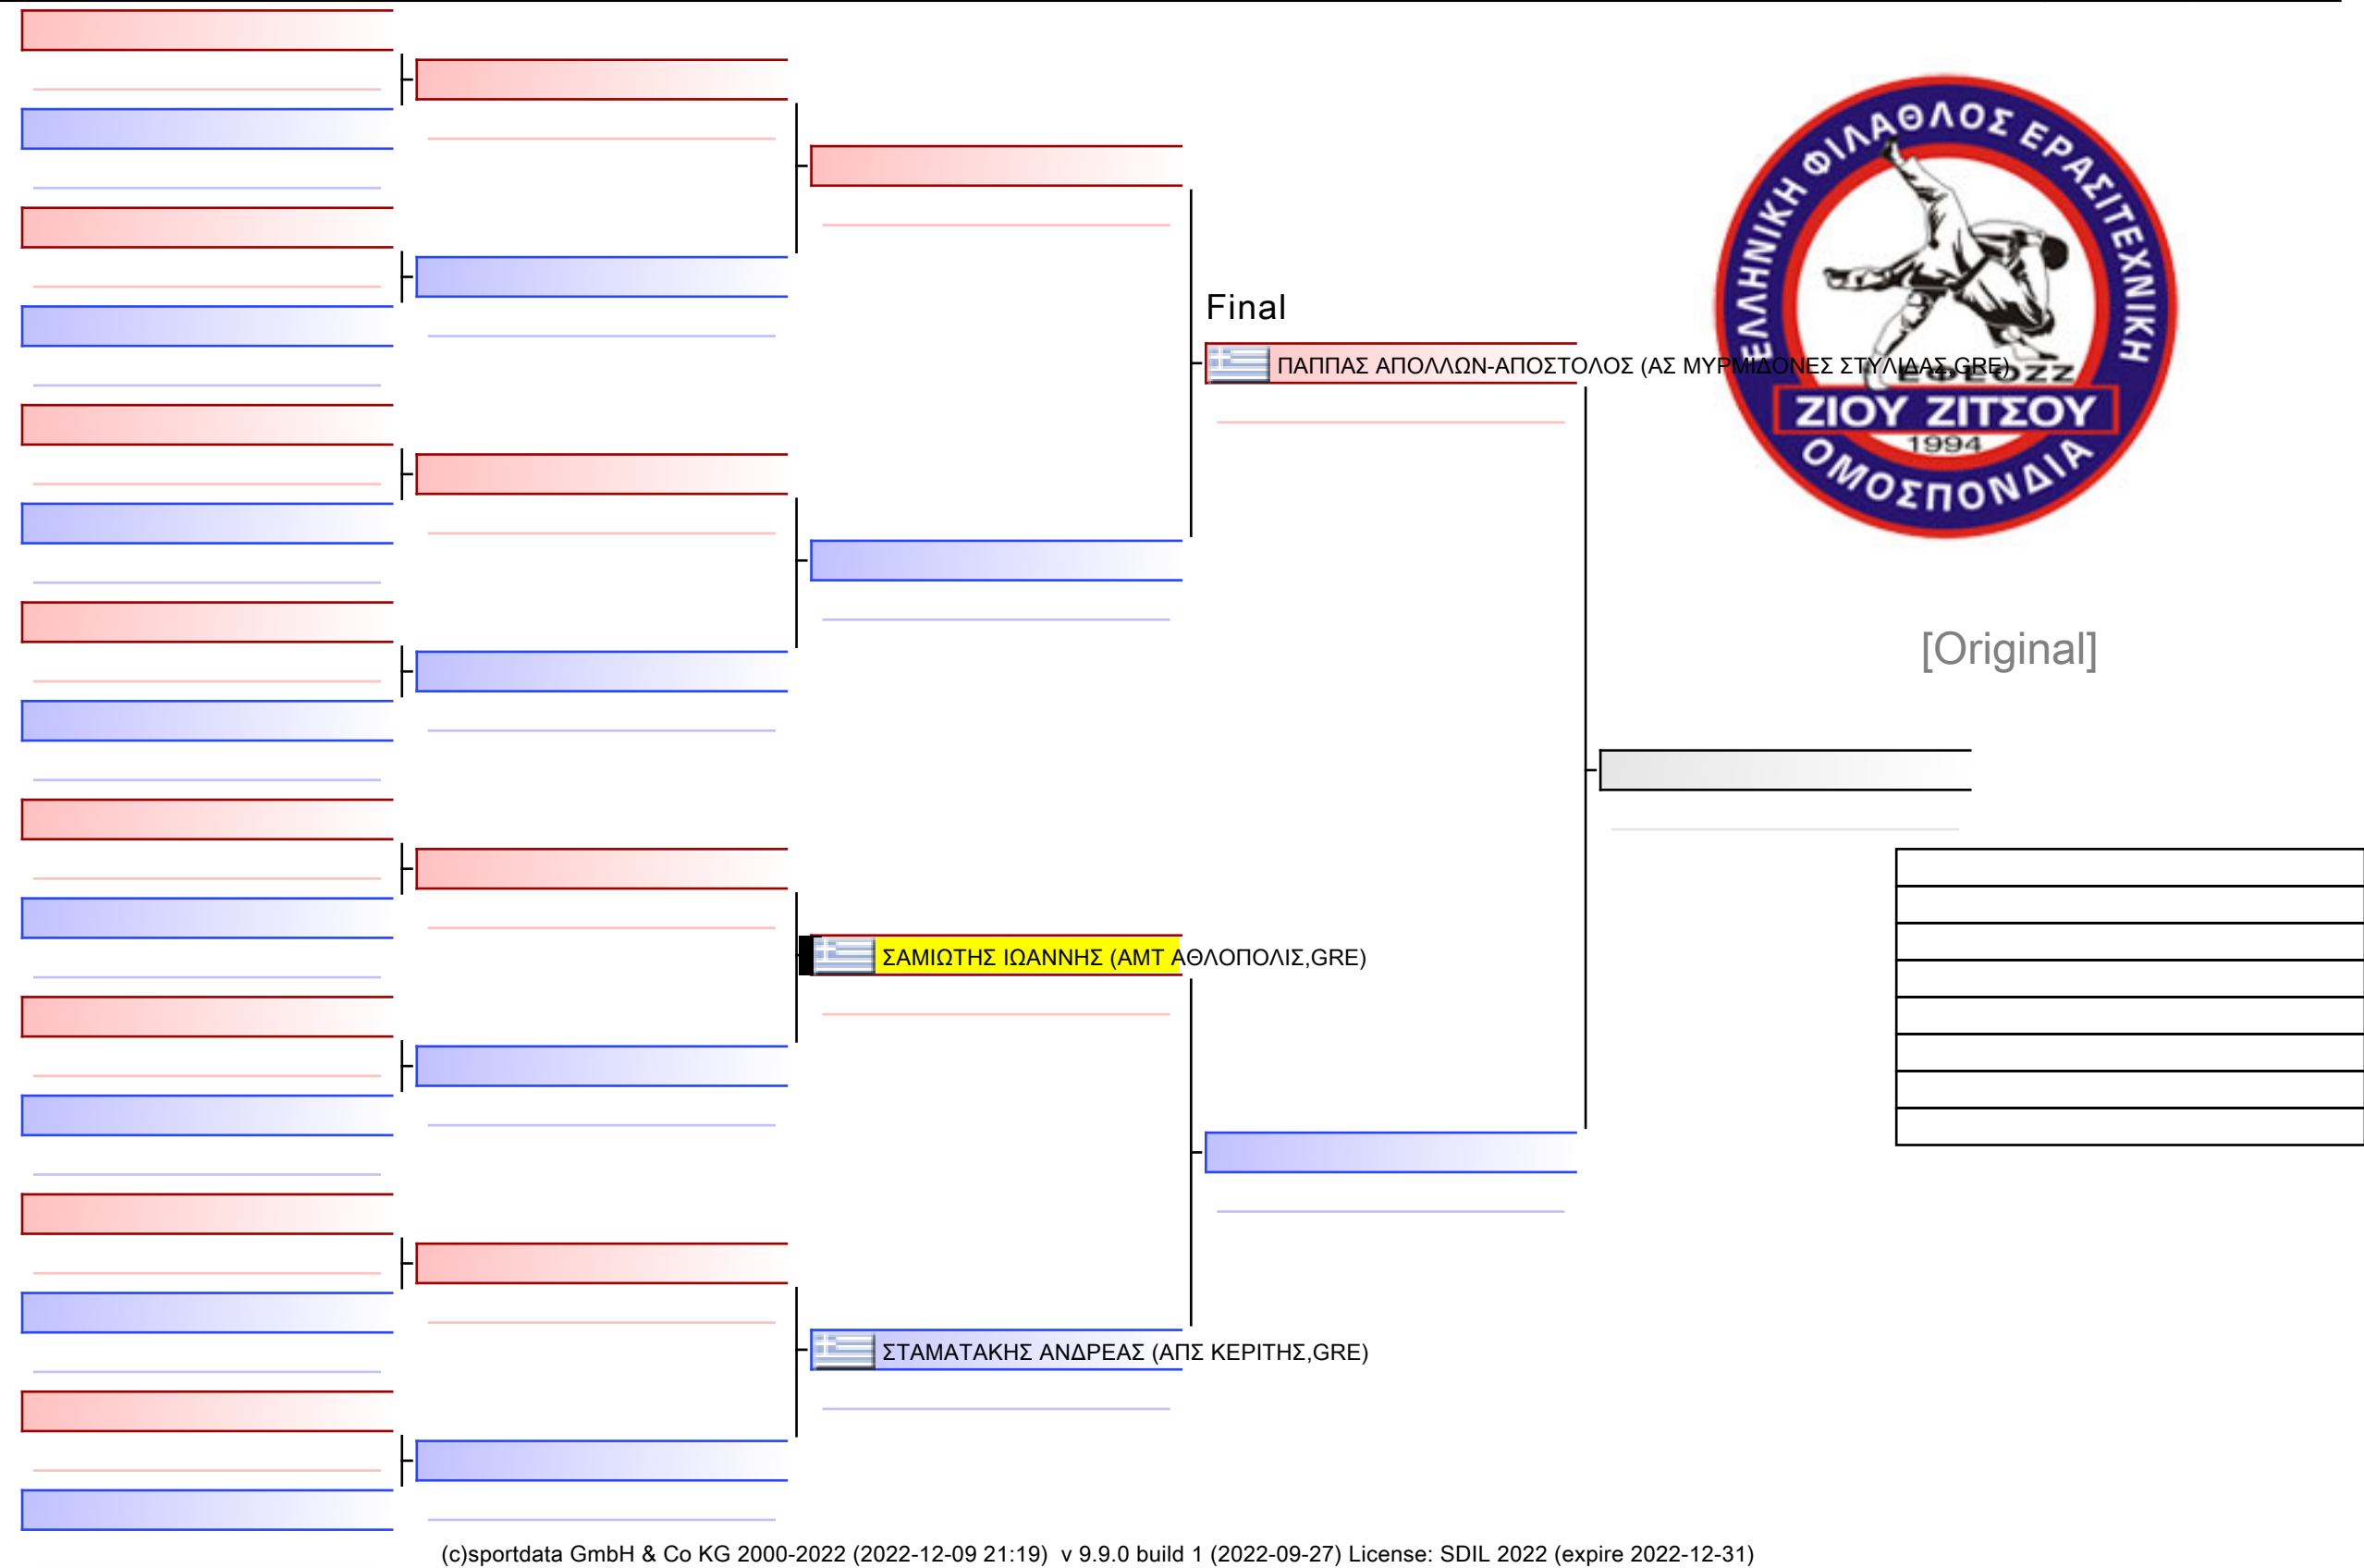 ΕΛΛΗΝΙΚΗ ΦΙΛΑΘΛΟΣ ΕΡΑΣΙΤΕΧΝΙΚΗ
Final
ΠΑΠΠΑΣ ΑΠΟΛΛΩΝ-ΑΠΟΣΤΟΛΟΣ (ΑΣ ΜΥΡΜΙΔΟΝΕΣ ΣΤΥΛΙΔΑΣ,GRE)
ΕΦΕΟΖΖ
ΖΙΟΥ ΖΙΤΣΟΥ
1994
ΟΜΟΣΠΟΝΔΙΑ
[Original]
ΣΑΜΙΩΤΗΣ ΙΩΑΝΝΗΣ (ΑΜΤ ΑΘΛΟΠΟΛΙΣ,GRE)
ΣΤΑΜΑΤΑΚΗΣ ΑΝΔΡΕΑΣ (ΑΠΣ ΚΕΡΙΤΗΣ,GRE)
(c)sportdata GmbH & Co KG 2000-2022 (2022-12-09 21:19) v 9.9.0 build 1 (2022-09-27) License: SDIL 2022 (expire 2022-12-31)